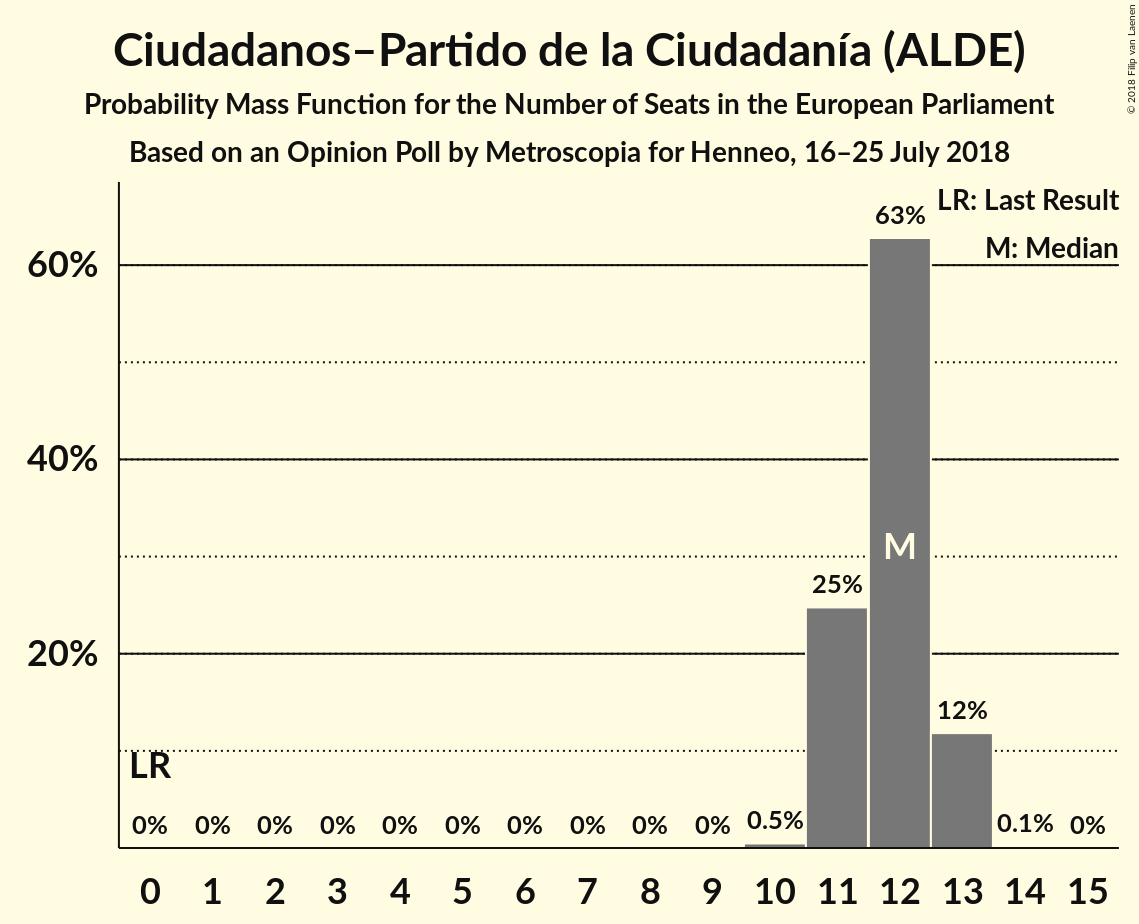 Ciudadanos–Partido de la Ciudadanía (ALDE)
Probability Mass Function for the Number of Seats in the European Parliament
Based on an Opinion Poll by Metroscopia for Henneo, 16–25 July 2018
© 2018 Filip van Laenen
LR: Last Result
M: Median
60%
40%
20%
63%
M
25%
12%
LR
0% 0% 0% 0% 0% 0% 0% 0% 0% 0% 0.5% 0.1% 0%
0 1 2 3 4 5 6 7 8 9 10 11 12 13 14 15